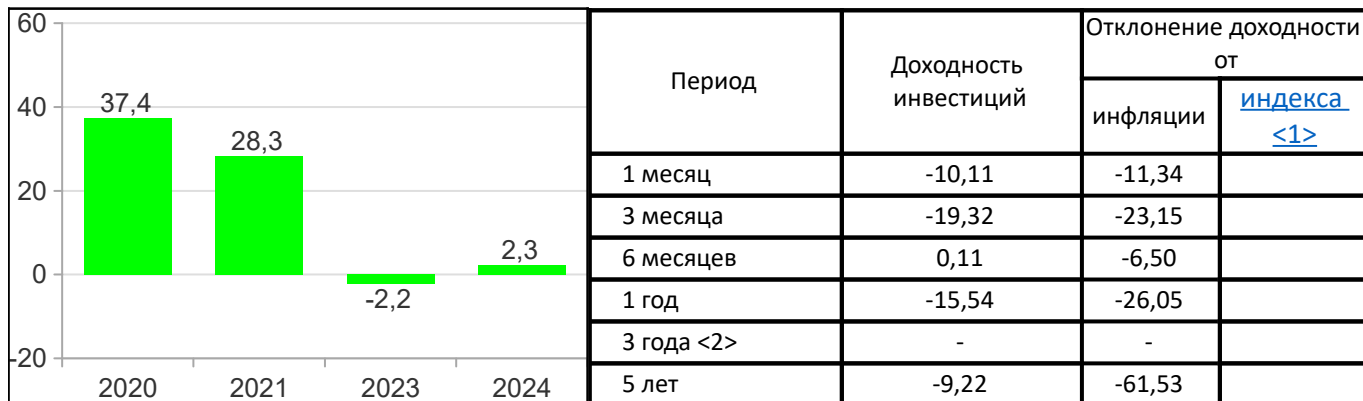 60
40
20
0
-20
37,4
28,3
-2,2
2,3
2020 2021 2023 2024
Период
Доходность
инвестиций
Отклонение доходности
от
инфляции
индекса
<1>
1 месяц -10,11 -11,34
3 месяца -19,32 -23,15
6 месяцев 0,11 -6,50
1 год -15,54 -26,05
3 года <2> - -
5 лет -9,22 -61,53